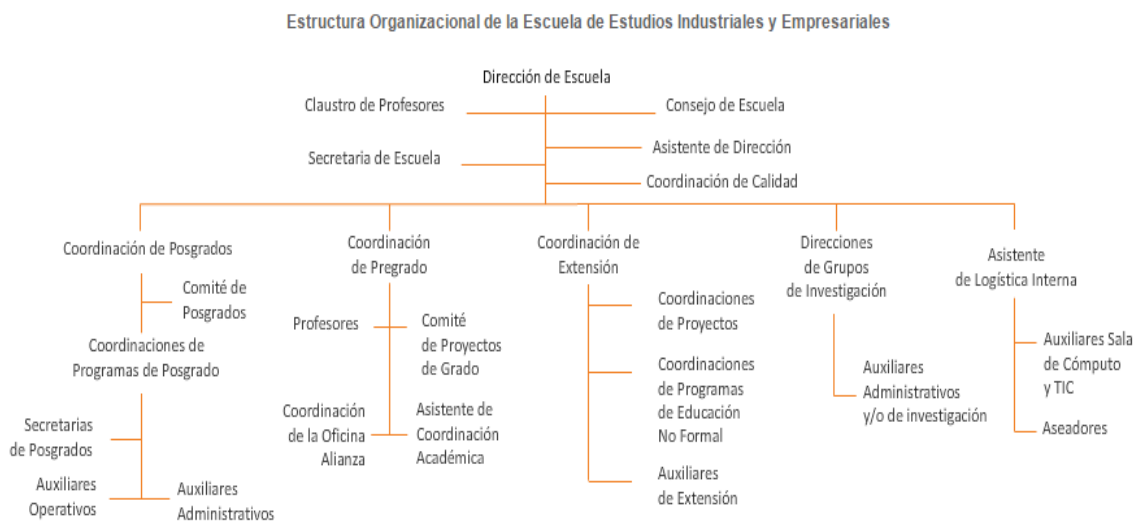 Estructura Organizacional de la Escuela de Estudios Industriales y Empresariales
Dirección de Escuela
Claustro de Profesores
Consejo de Escuela
Secretaria de Escuela
Asistente de Dirección
Coordinación de Calidad
Coordinación de Posgrados
Comité de
Posgrados
Coordinaciones de
Programas de Posgrado
Secretarias
de Posgrados
Auxiliares
Operativos
Auxiliares
Administrativos
Coordinación
de Pregrado
Profesores
Comité
de Proyectos
de Grado
Coordinación
de la Oficina
Alianza
Asistente de
Coordinación
Académica
Coordinación de
Extensión
Coordinaciones
de Proyectos
Coordinaciones
de Programas
de Educación
No Formal
Auxiliares
de Extensión
Direcciones
de Grupos
de Investigación
Auxiliares
Administrativos
y/o de investigación
Asistente
de Logística Interna
Auxiliares Sala
de Cómputo
y TIC
Aseadores